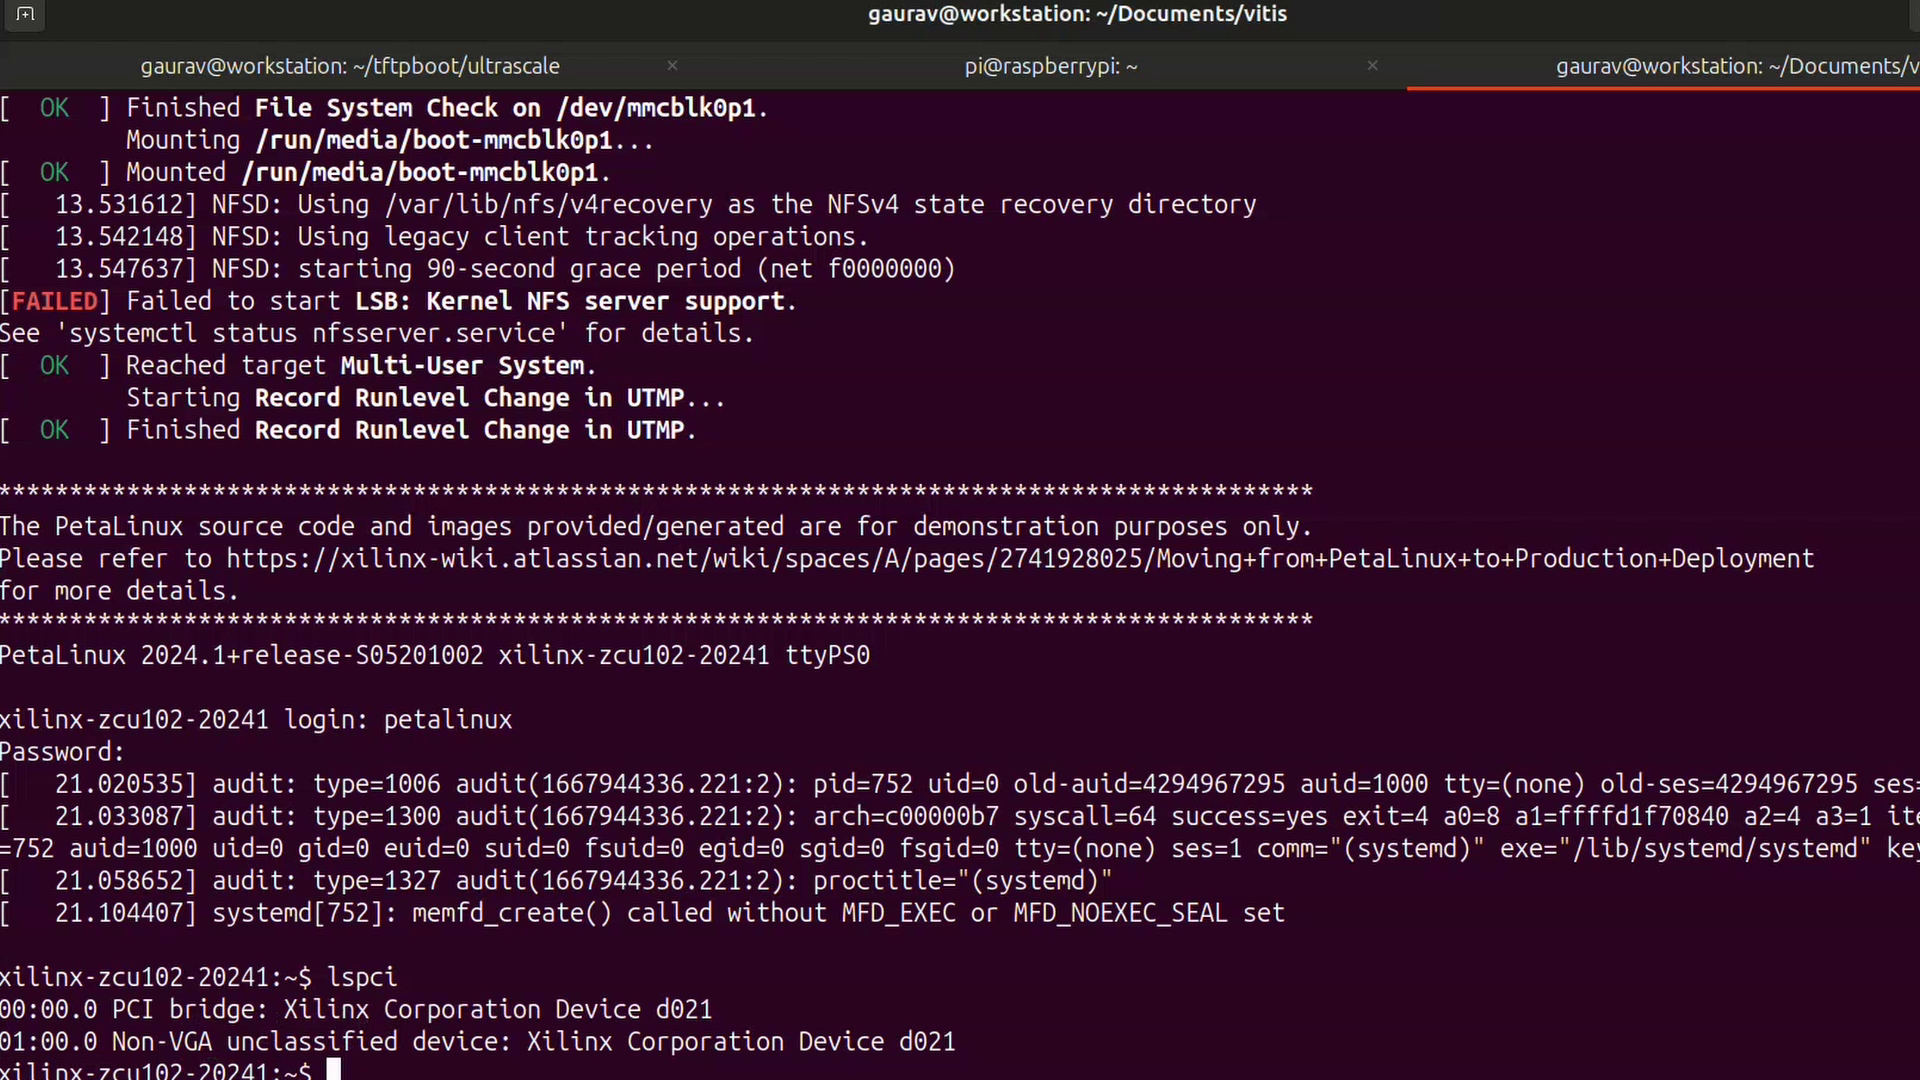 gaurav@workstation: ~/Documents/vitis
gaurav@workstation: ~/tftpboot/ultrascale × pi@raspberrypi: ~ × gaurav@workstation: ~/Documents/v
[  OK  ] Finished File System Check on /dev/mmcblk0p1.
         Mounting /run/media/boot-mmcblk0p1...
[  OK  ] Mounted /run/media/boot-mmcblk0p1.
[   13.531612] NFSD: Using /var/lib/nfs/v4recovery as the NFSv4 state recovery directory
[   13.542148] NFSD: Using legacy client tracking operations.
[   13.547637] NFSD: starting 90-second grace period (net f0000000)
[FAILED] Failed to start LSB: Kernel NFS server support.
See 'systemctl status nfsserver.service' for details.
[  OK  ] Reached target Multi-User System.
         Starting Record Runlevel Change in UTMP...
[  OK  ] Finished Record Runlevel Change in UTMP.
********************************************************************************************
The PetaLinux source code and images provided/generated are for demonstration purposes only.
Please refer to https://xilinx-wiki.atlassian.net/wiki/spaces/A/pages/2741928025/Moving+from+PetaLinux+to+Production+Deployment
for more details.
********************************************************************************************
PetaLinux 2024.1+release-S05201002 xilinx-zcu102-20241 ttyPS0
xilinx-zcu102-20241 login: petalinux
Password:
[   21.020535] audit: type=1006 audit(1667944336.221:2): pid=752 uid=0 old-auid=4294967295 auid=1000 tty=(none) old-ses=4294967295 ses=
[   21.033087] audit: type=1300 audit(1667944336.221:2): arch=c00000b7 syscall=64 success=yes exit=4 a0=8 a1=ffffd1f70840 a2=4 a3=1 ite
=752 auid=1000 uid=0 gid=0 euid=0 suid=0 fsuid=0 egid=0 sgid=0 fsgid=0 tty=(none) ses=1 comm="(systemd)" exe="/lib/systemd/systemd" key
[   21.058652] audit: type=1327 audit(1667944336.221:2): proctitle="(systemd)"
[   21.104407] systemd[752]: memfd_create() called without MFD_EXEC or MFD_NOEXEC_SEAL set
xilinx-zcu102-20241:~$ lspci
00:00.0 PCI bridge: Xilinx Corporation Device d021
01:00.0 Non-VGA unclassified device: Xilinx Corporation Device d021
xilinx-zcu102-20241:~$